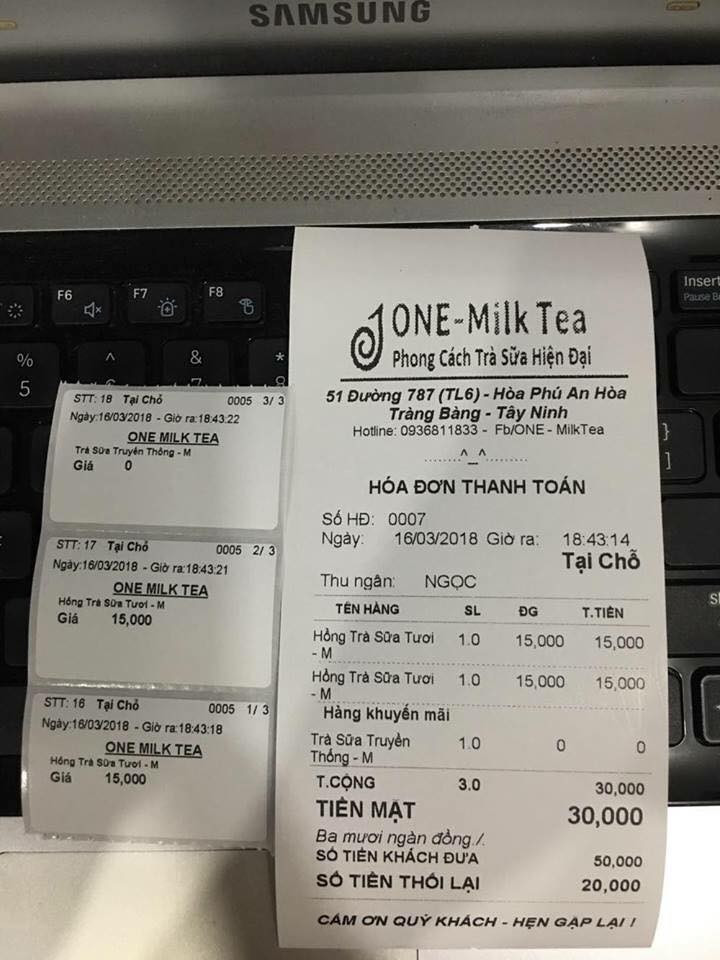 SAMSUNG
F6
F7
F8
Insert
Pause
%
5
^
&
*
7
8
}
]
STT: 18 Tại Chỗ 0005 3/ 3
Ngày:16/03/2018 - Giờ ra:18:43:22
ONE MILK TEA
Trà Sữa Truyền Thống - M
Giá 0
STT: 17 Tại Chỗ 0005 2/ 3
Ngày:16/03/2018 - Giờ ra:18:43:21
ONE MILK TEA
Hồng Trà Sữa Tươi - M
Giá 15,000
STT: 16 Tại Chỗ 0005 1/ 3
Ngày:16/03/2018 - Giờ ra:18:43:18
ONE MILK TEA
Hồng Trà Sữa Tươi - M
Giá 15,000
ONE-Milk Tea
Phong Cách Trà Sữa Hiện Đại
51 Đường 787 (TL6) - Hòa Phú An Hòa
Trảng Bàng - Tây Ninh
Hotline: 0936811833 - Fb/ONE - MilkTea
........^_^.........
HÓA ĐƠN THANH TOÁN
Số HĐ: 0007
Ngày: 16/03/2018 Giờ ra: 18:43:14
Tại Chỗ
Thu ngân: NGỌC
TÊN HÀNG SL ĐG T.TIỀN
Hồng Trà Sữa Tươi 1.0 15,000 15,000
- M
Hồng Trà Sữa Tươi 1.0 15,000 15,000
- M
Hàng khuyến mãi
Trà Sữa Truyền 1.0 0 0
Thống - M
T.CỘNG 3.0 30,000
TIỀN MẶT 30,000
Ba mươi ngàn đồng./.
SỐ TIỀN KHÁCH ĐƯA 50,000
SỐ TIỀN THỐI LẠI 20,000
CÁM ƠN QUÝ KHÁCH - HẸN GẶP LẠI !